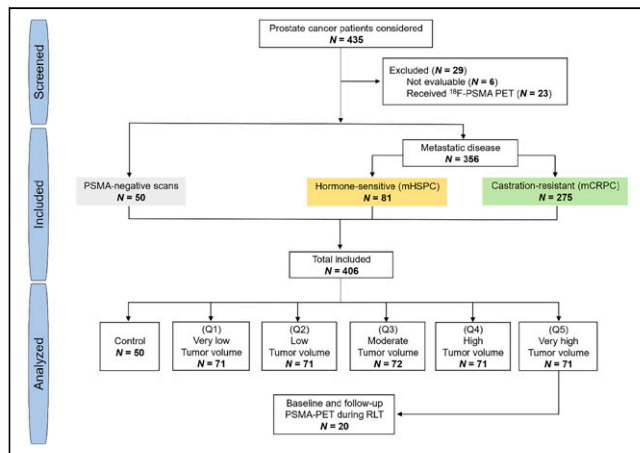 Screened
Prostate cancer patients considered
N = 435
Excluded (N = 29)
Not evaluable (N = 6)
Received ¹⁸F-PSMA PET (N = 23)
Included
Metastatic disease
N = 356
PSMA-negative scans
N = 50
Hormone-sensitive (mHSPC)
N = 81
Castration-resistant (mCRPC)
N = 275
Total included
N = 406
Analyzed
Control
N = 50
(Q1)
Very low
Tumor volume
N = 71
(Q2)
Low
Tumor volume
N = 71
(Q3)
Moderate
Tumor volume
N = 72
(Q4)
High
Tumor volume
N = 71
(Q5)
Very high
Tumor volume
N = 71
Baseline and follow-up
PSMA-PET during RLT
N = 20